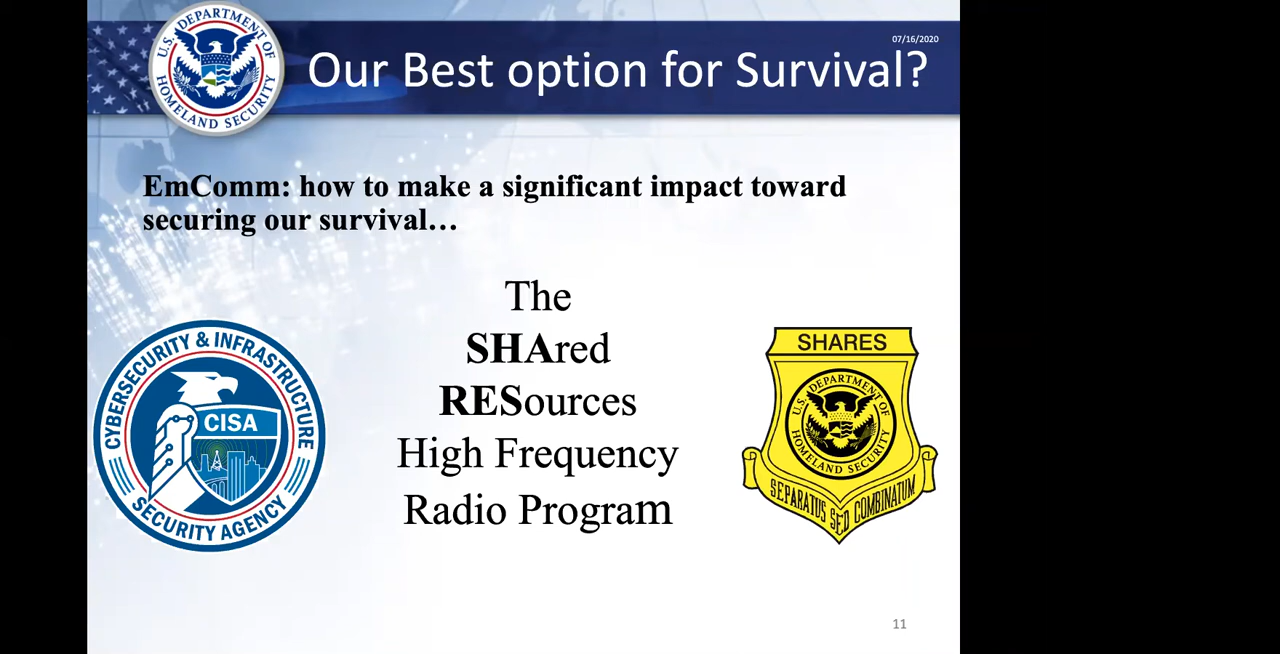 07/16/2020
U.S. DEPARTMENT OF
HOMELAND SECURITY
Our Best option for Survival?
EmComm: how to make a significant impact toward
securing our survival…
The
SHAred
RESources
High Frequency
Radio Program
CYBERSECURITY & INFRASTRUCTURE
CISA
SECURITY AGENCY
SHARES
U.S. DEPARTMENT OF
HOMELAND SECURITY
SEPARATUS SED COMBINATUM
11